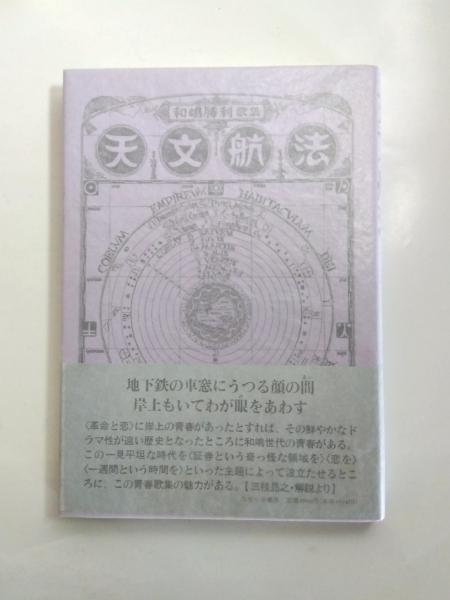 和嶋勝利歌集
天文航法
COELUM EMPIREUM HABITACULUM DEI
地下鉄の車窓にうつる顔の間
岸上もいてわが眼をあわす
〈革命と恋〉に岸上の青春があったとすれば、その鮮やかなド
ラマ性が遠い歴史となったところに和嶋世代の青春がある。
この一見平坦な時代を〈証券という奇っ怪な領域を〉〈恋を〉
〈一週間という時間を〉といった主題によって波立たせるとこ
ろに、この青春歌集の魅力がある。【三枝昻之・解説より】